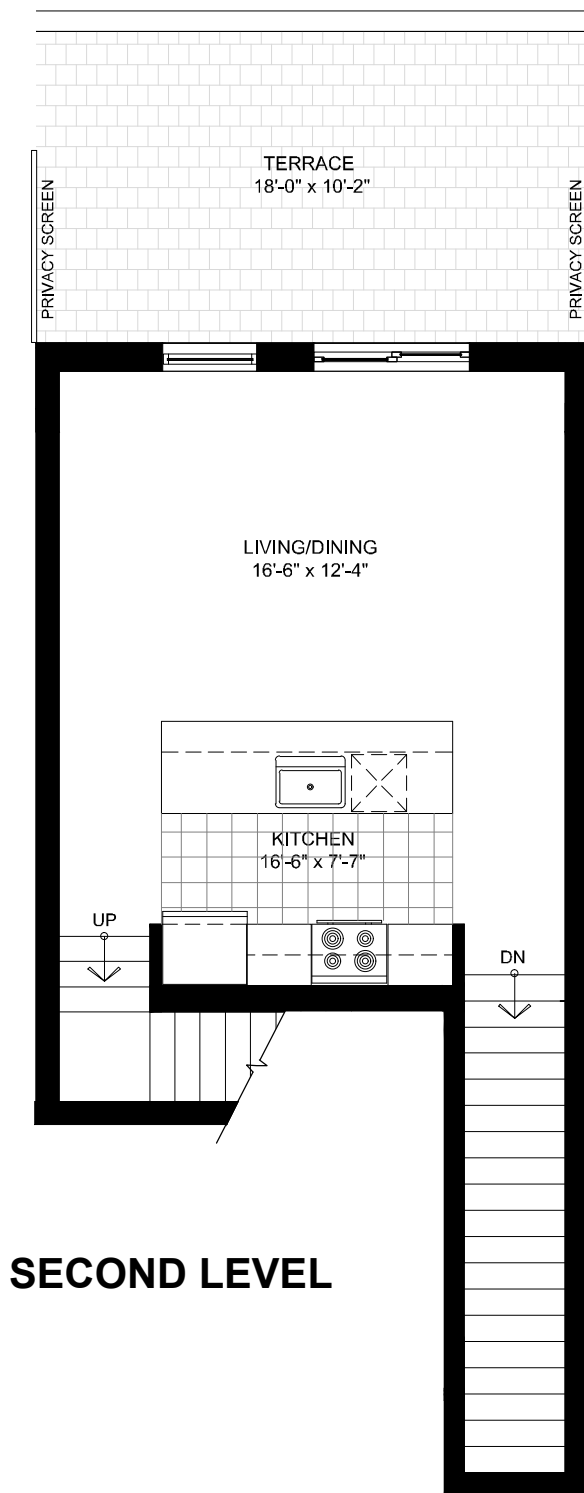 TERRACE
18'-0" x 10'-2"
PRIVACY SCREEN
PRIVACY SCREEN
LIVING/DINING
16'-6" x 12'-4"
KITCHEN
16'-6" x 7'-7"
UP
DN
SECOND LEVEL